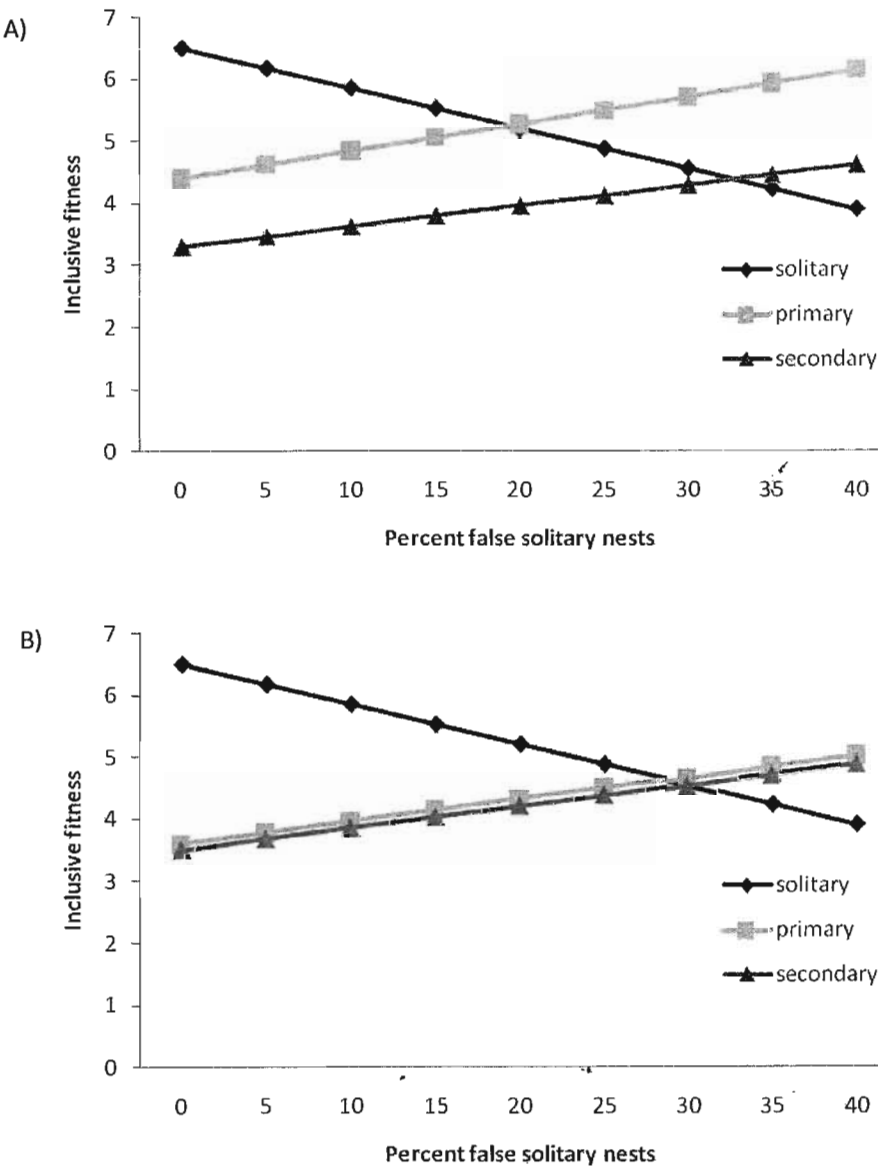 A)
7
6
5
4
3
2
1
0
Inclusive fitness
solitary
primary
secondary
0 5 10 15 20 25 30 35 40
Percent false solitary nests
B)
7
6
5
4
3
2
1
0
Inclusive fitness
solitary
primary
secondary
0 5 10 15 20 25 30 35 40
Percent false solitary nests